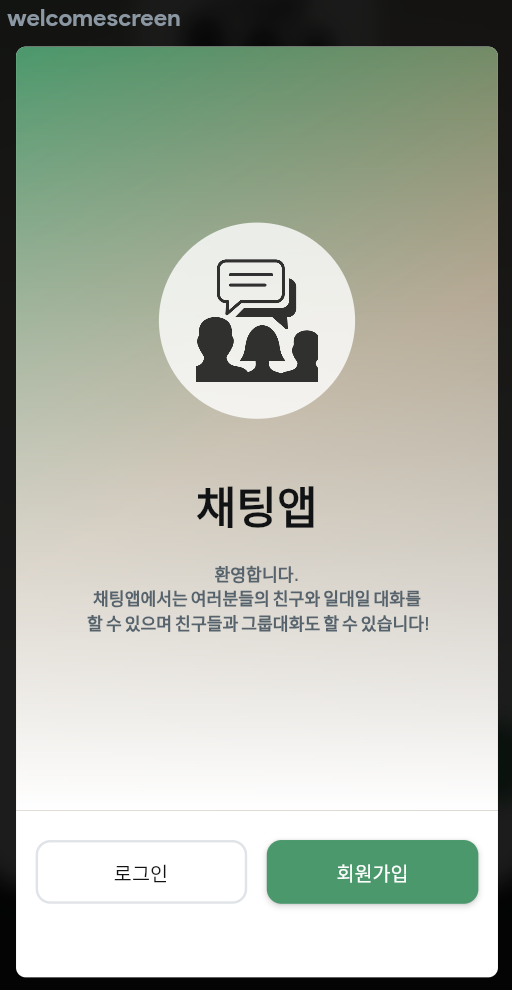 welcomescreen
채팅앱
환영합니다.
채팅앱에서는 여러분들의 친구와 일대일 대화를
할 수 있으며 친구들과 그룹대화도 할 수 있습니다!
로그인
회원가입